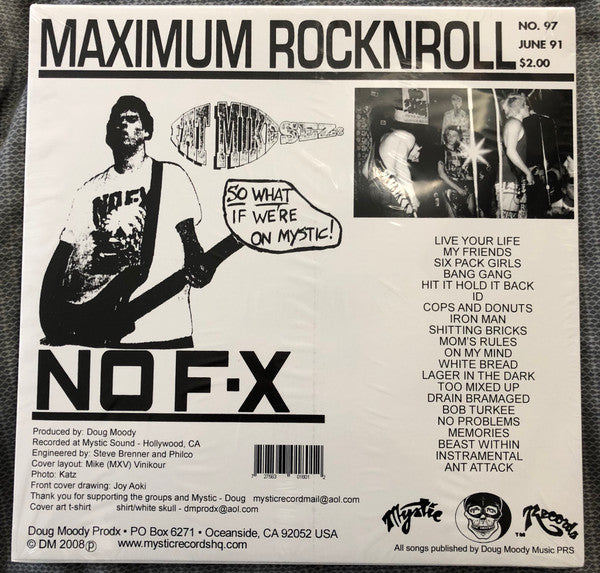 MAXIMUM ROCKNROLL
NO. 97
JUNE 91
$2.00
NOFX
SO WHAT
IF WE'RE
ON MYSTIC!
LIVE YOUR LIFE
MY FRIENDS
SIX PACK GIRLS
BANG GANG
HIT IT HOLD IT BACK
ID
COPS AND DONUTS
IRON MAN
SHITTING BRICKS
MOM'S RULES
ON MY MIND
WHITE BREAD
LAGER IN THE DARK
TOO MIXED UP
DRAIN BRAMAGED
BOB TURKEE
NO PROBLEMS
MEMORIES
BEAST WITHIN
INSTRAMENTAL
ANT ATTACK
NO F·X
Produced by: Doug Moody
Recorded at Mystic Sound - Hollywood, CA
Engineered by: Steve Brenner and Philco
Cover layout: Mike (MXV) Vinikour
Photo: Katz
Front cover drawing: Joy Aoki
Thank you for supporting the groups and Mystic - Doug mysticrecordmail@aol.com
Cover art t-shirt shirt/white skull - dmprodx@aol.com
Doug Moody Prodx • PO Box 6271 • Oceanside, CA 92052 USA
© DM 2008 ℗ www.mysticrecordshq.com
Mystic Records
TM
All songs published by Doug Moody Music PRS